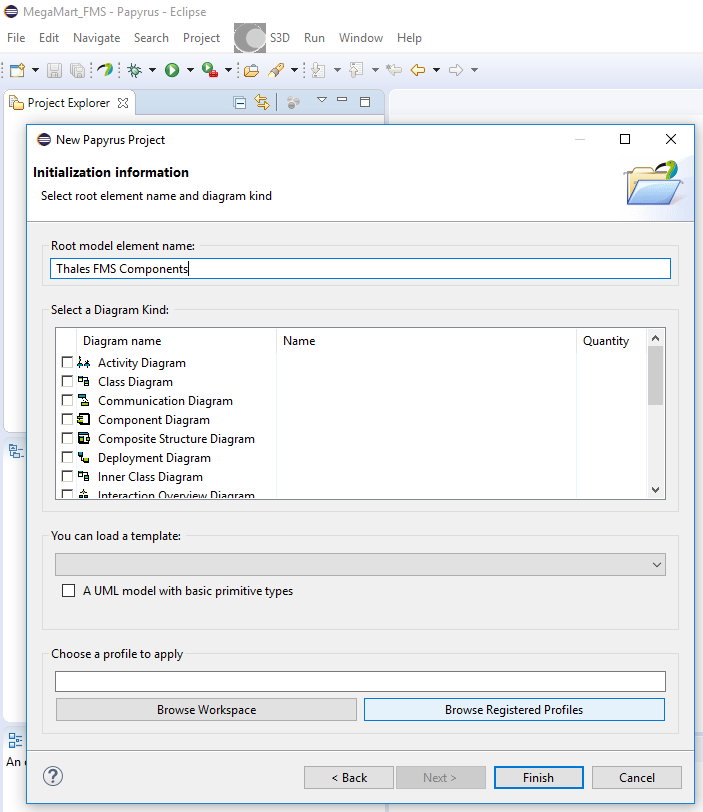 MegaMart_FMS - Papyrus - Eclipse
File Edit Navigate Search Project S3D Run Window Help
Project Explorer
New Papyrus Project
Initialization information
Select root element name and diagram kind
Root model element name:
Thales FMS Components
Select a Diagram Kind:
Diagram name Name Quantity
Activity Diagram
Class Diagram
Communication Diagram
Component Diagram
Composite Structure Diagram
Deployment Diagram
Inner Class Diagram
Interaction Overview Diagram
You can load a template:
A UML model with basic primitive types
Choose a profile to apply
Browse Workspace Browse Registered Profiles
An
?
< Back Next > Finish Cancel